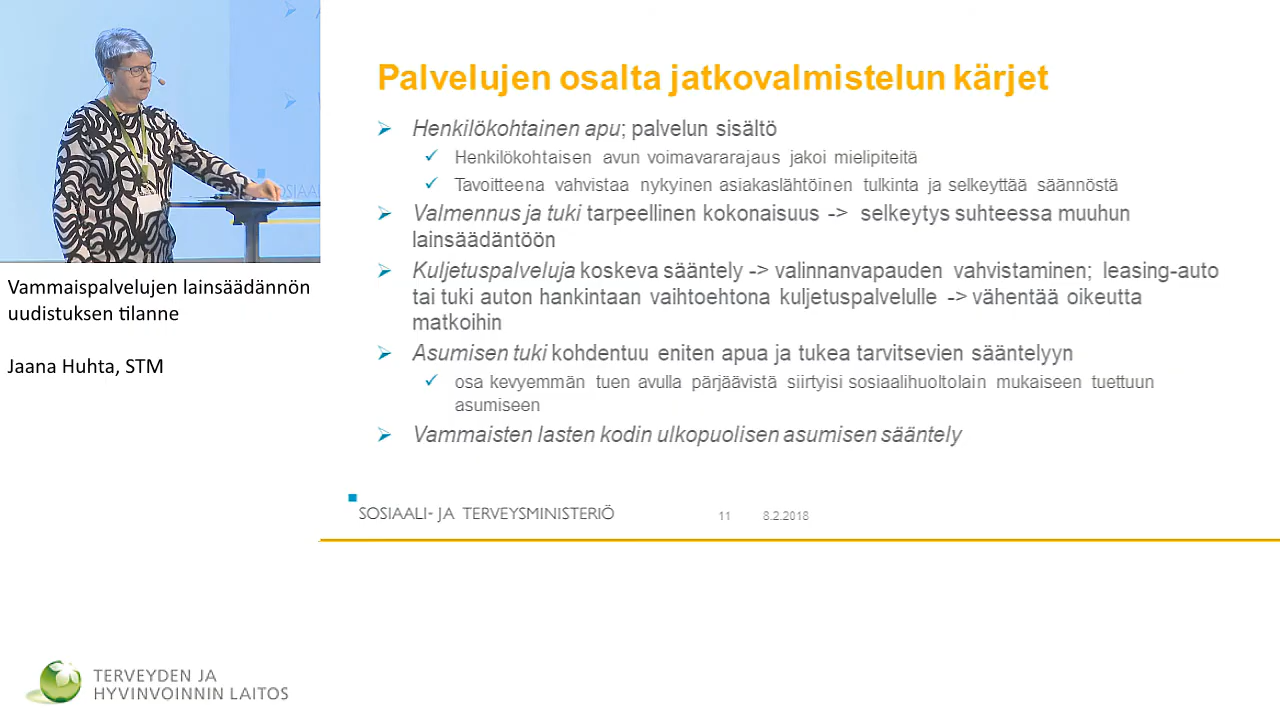 Palvelujen osalta jatkovalmistelun kärjet
Henkilökohtainen apu; palvelun sisältö
Henkilökohtaisen avun voimavararajaus jakoi mielipiteitä
Tavoitteena vahvistaa nykyinen asiakaslähtöinen tulkinta ja selkeyttää säännöstä
Valmennus ja tuki tarpeellinen kokonaisuus -> selkeytys suhteessa muuhun
lainsäädäntöön
Kuljetuspalveluja koskeva sääntely -> valinnanvapauden vahvistaminen; leasing-auto
tai tuki auton hankintaan vaihtoehtona kuljetuspalvelulle -> vähentää oikeutta
matkoihin
Asumisen tuki kohdentuu eniten apua ja tukea tarvitsevien sääntelyyn
osa kevyemmän tuen avulla pärjäävistä siirtyisi sosiaalihuoltolain mukaiseen tuettuun
asumiseen
Vammaisten lasten kodin ulkopuolisen asumisen sääntely
SOSIAALI- JA TERVEYSMINISTERIÖ
11
8.2.2018
Vammaispalvelujen lainsäädännön
uudistuksen tilanne
Jaana Huhta, STM
TERVEYDEN JA
HYVINVOINNIN LAITOS